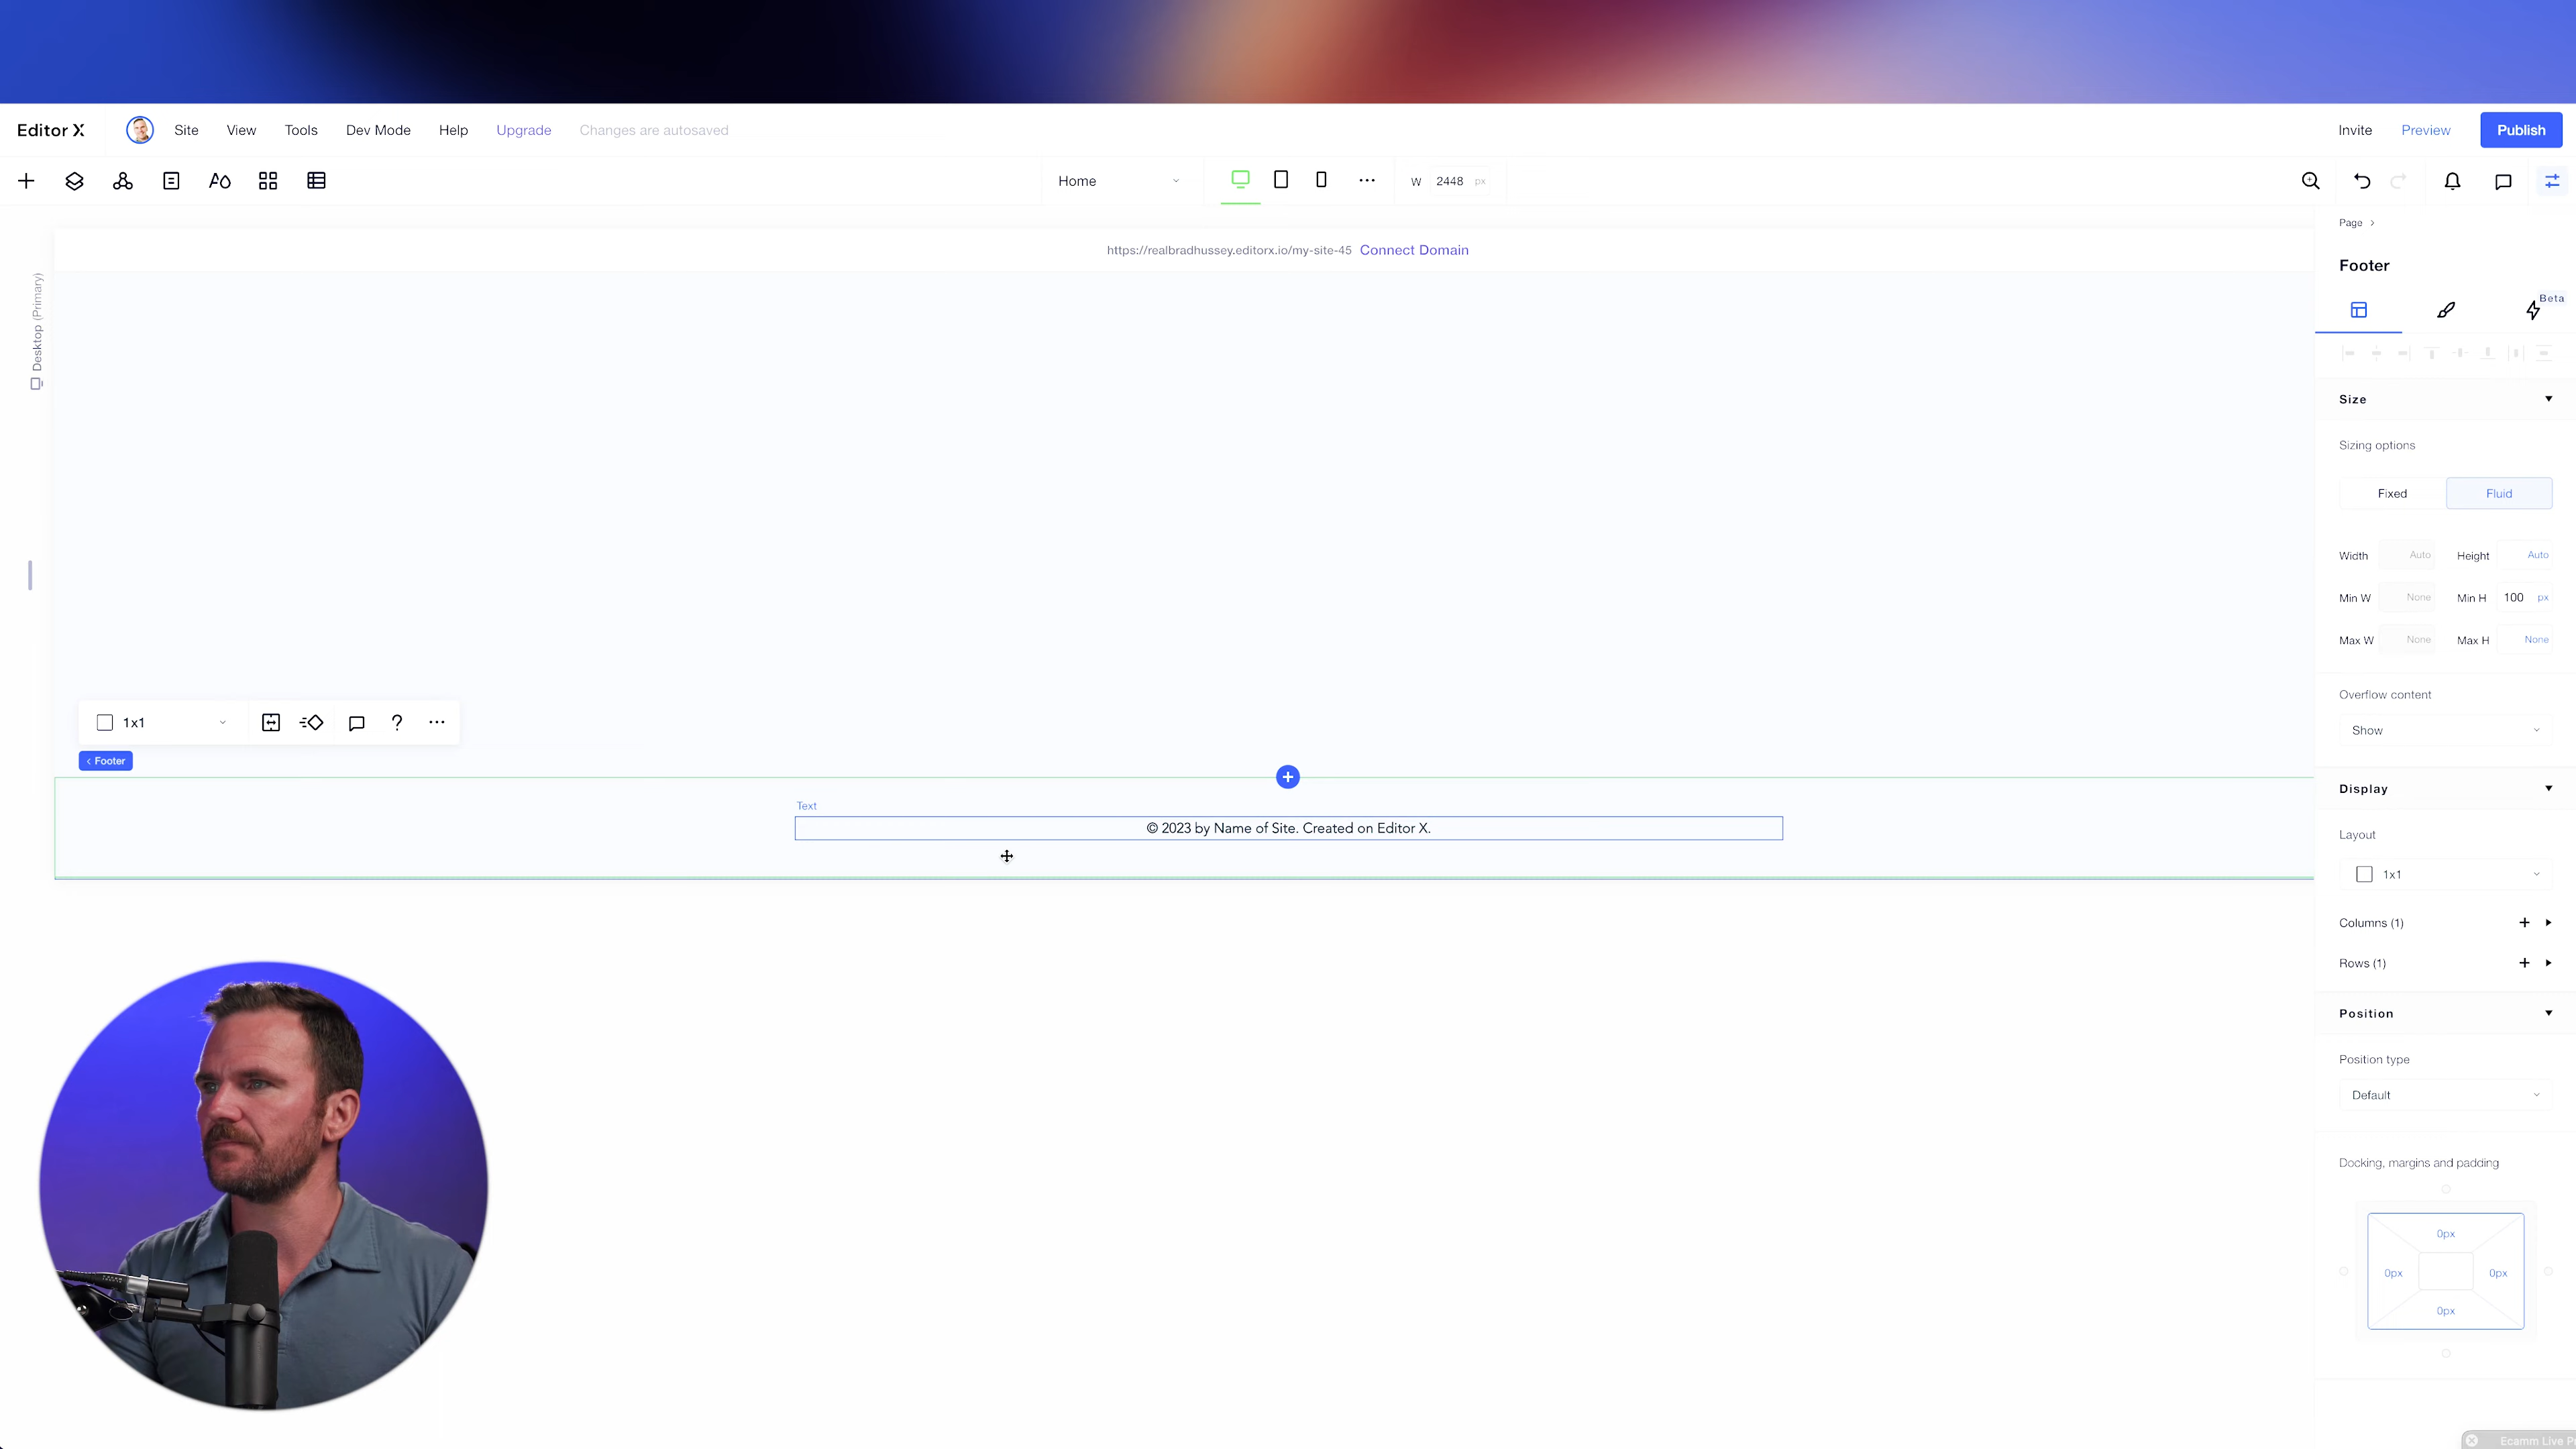 Editor X Site View Tools Dev Mode Help Upgrade Changes are autosaved Invite Preview Publish
Home W 2448 px
Page >
https://realbradhussey.editorx.io/my-site-45 Connect Domain
Desktop (Primary)
Footer
Beta
Size
Sizing options
Fixed Fluid
Width Auto Height Auto
Min W None Min H 100 px
Max W None Max H None
Overflow content
Show
1x1 ?
< Footer
Text
© 2023 by Name of Site. Created on Editor X.
Display
Layout
1x1
Columns (1)
Rows (1)
Position
Position type
Default
Docking, margins and padding
0px
0px 0px
0px
Ecamm Live